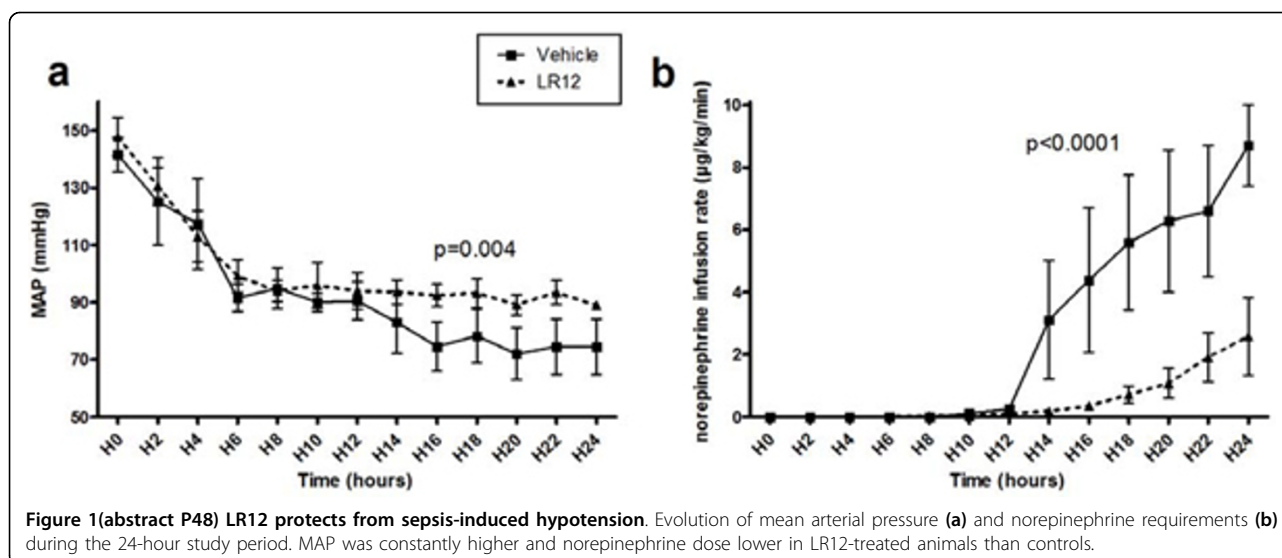 Vehicle
LR12
a
b
MAP (mmHg)
150
130
110
90
70
50
p=0.004
H0 H2 H4 H6 H8 H10 H12 H14 H16 H18 H20 H22 H24
Time (hours)
norepinephrine infusion rate (µg/kg/min)
10
8
6
4
2
0
p<0.0001
H0 H2 H4 H6 H8 H10 H12 H14 H16 H18 H20 H22 H24
Time (hours)
Figure 1(abstract P48) LR12 protects from sepsis-induced hypotension. Evolution of mean arterial pressure (a) and norepinephrine requirements (b)
during the 24-hour study period. MAP was constantly higher and norepinephrine dose lower in LR12-treated animals than controls.